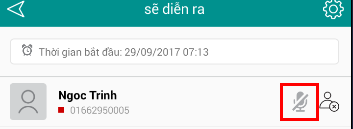 sẽ diễn ra
Thời gian bắt đầu: 29/09/2017 07:13
Ngoc Trinh
01662950005